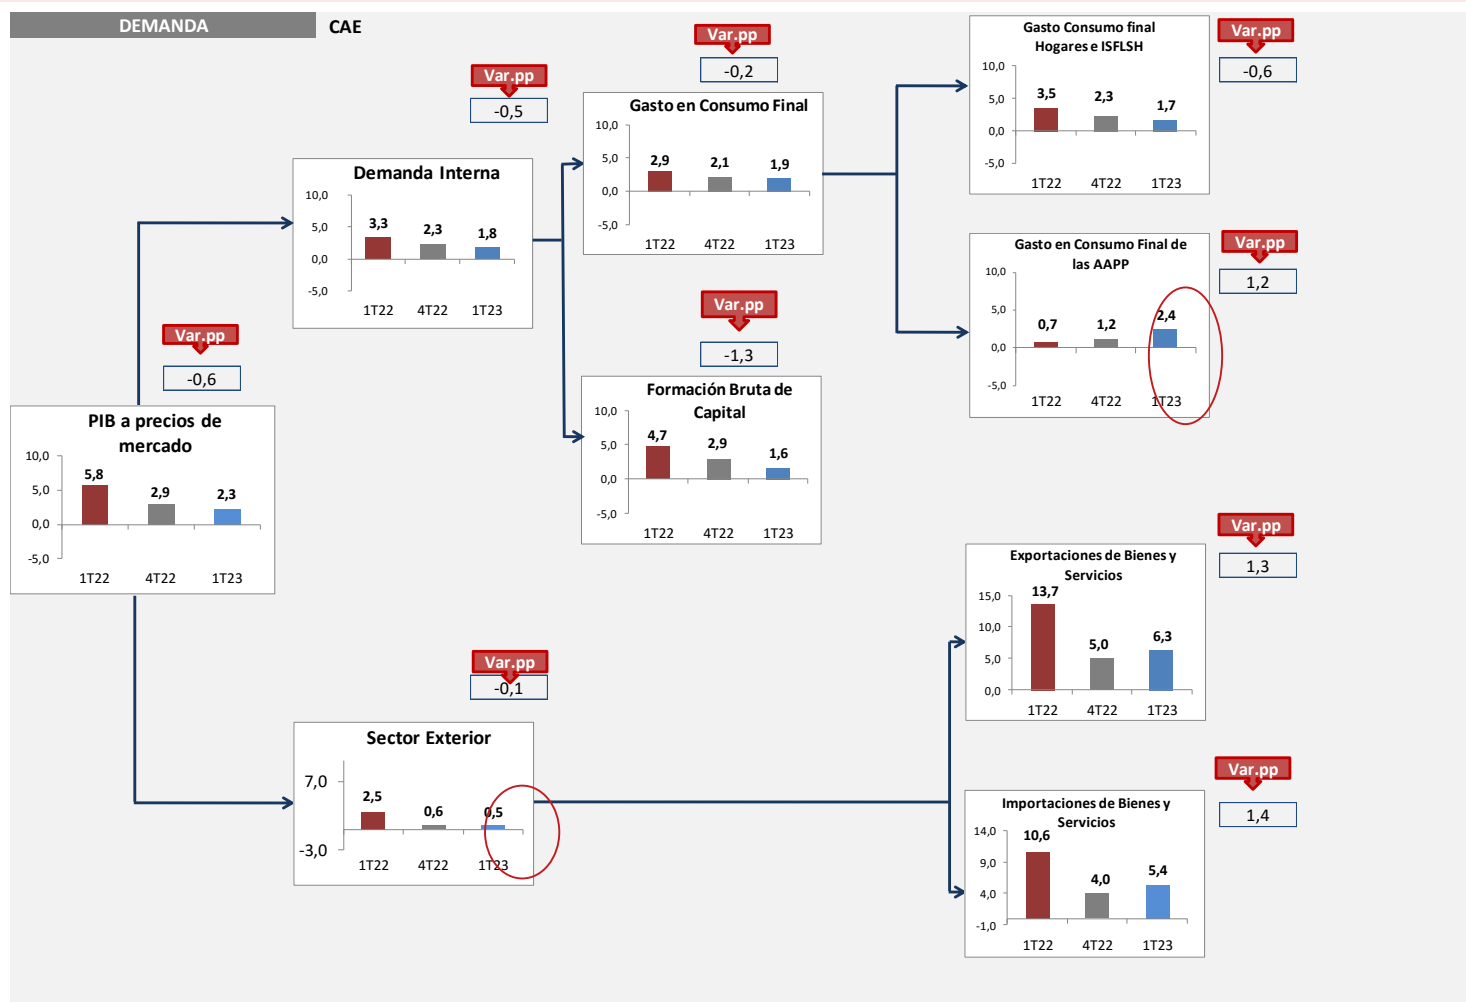 DEMANDA
CAE
Var.pp
-0,6
PIB a precios de
mercado
10,0
5,0
0,0
-5,0
5,8
2,9
2,3
1T22
4T22
1T23
Var.pp
-0,5
Demanda Interna
10,0
5,0
0,0
-5,0
3,3
2,3
1,8
1T22
4T22
1T23
Var.pp
-0,2
Gasto en Consumo Final
10,0
5,0
0,0
-5,0
2,9
2,1
1,9
1T22
4T22
1T23
Var.pp
-0,6
Gasto Consumo final
Hogares e ISFLSH
10,0
5,0
0,0
-5,0
3,5
2,3
1,7
1T22
4T22
1T23
Var.pp
1,2
Gasto en Consumo Final de
las AAPP
10,0
5,0
0,0
-5,0
0,7
1,2
2,4
1T22
4T22
1T23
Var.pp
-1,3
Formación Bruta de
Capital
10,0
5,0
0,0
-5,0
4,7
2,9
1,6
1T22
4T22
1T23
Var.pp
-0,1
Sector Exterior
7,0
-3,0
2,5
0,6
0,5
1T22
4T22
1T23
Var.pp
1,3
Exportaciones de Bienes y
Servicios
15,0
10,0
5,0
0,0
13,7
5,0
6,3
1T22
4T22
1T23
Var.pp
1,4
Importaciones de Bienes y
Servicios
14,0
9,0
4,0
-1,0
10,6
4,0
5,4
1T22
4T22
1T23